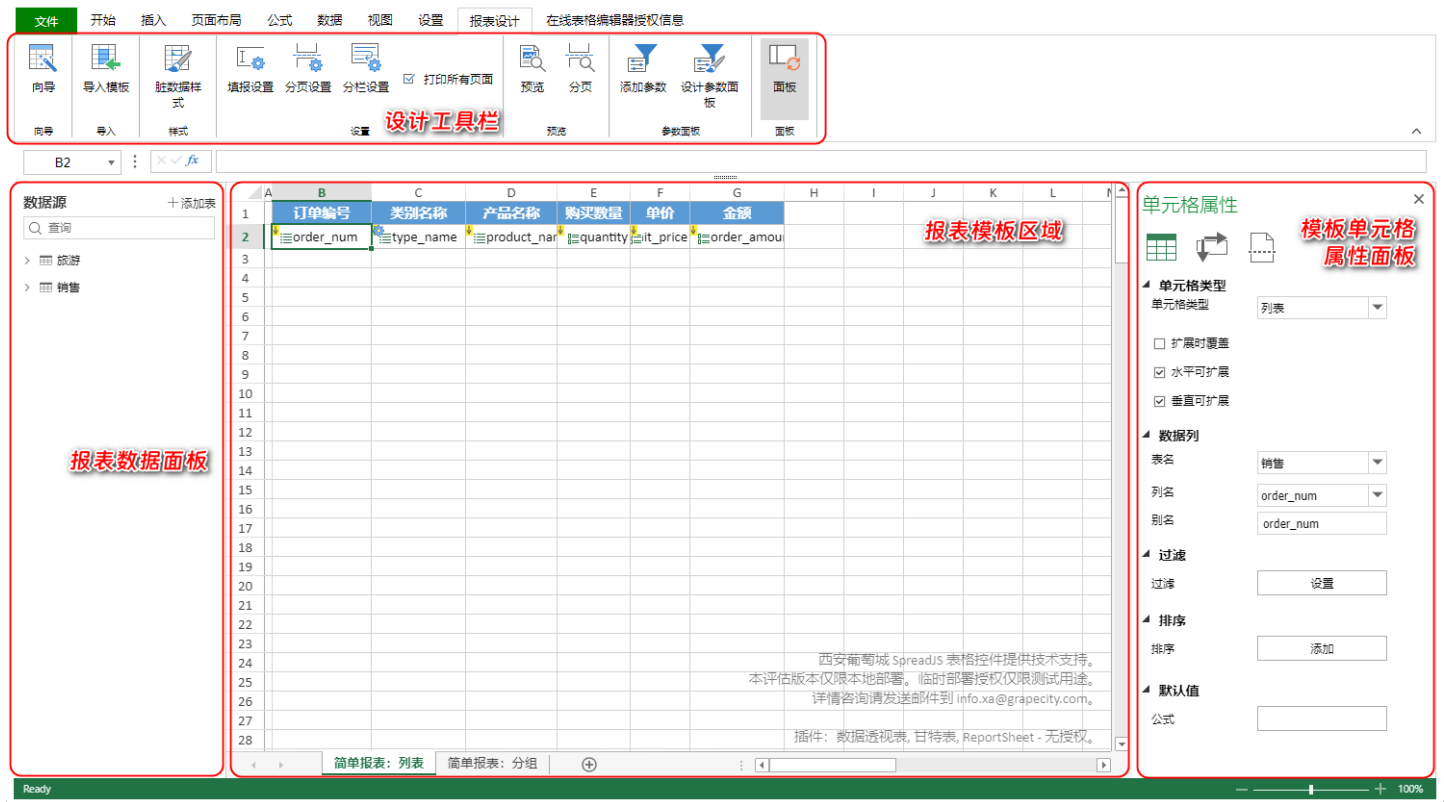 文件 开始 插入 页面布局 公式 数据 视图 设置 报表设计 在线表格编辑器授权信息
向导 导入模板 脏数据样式 填报设置 分页设置 分栏设置 打印所有页面 预览 分页 添加参数 设计参数面板 面板
向导 导入 样式 设置 设计工具栏 预览 参数面板 面板
B2 fx
数据源 添加表
查询
旅游
销售
报表数据面板
A B C D E F G H I J K L
1 订单编号 类别名称 产品名称 购买数量 单价 金额
2 order_num type_name product_nar quantity it_price order_amou
报表模板区域
3
4
5
6
7
8
9
10
11
12
13
14
15
16
17
18
19
20
21
22
23
24
25
26
27
28
西安葡萄城 SpreadJS 表格控件提供技术支持。
本评估版本仅限本地部署。临时部署授权仅限测试用途。
详情咨询请发送邮件到 info.xa@grapecity.com。
插件：数据透视表, 甘特表, ReportSheet - 无授权。
简单报表：列表 简单报表：分组
单元格属性
模板单元格
属性面板
单元格类型
单元格类型 列表
扩展时覆盖
水平可扩展
垂直可扩展
数据列
表名 销售
列名 order_num
别名 order_num
过滤
过滤 设置
排序
排序 添加
默认值
公式
Ready 100%